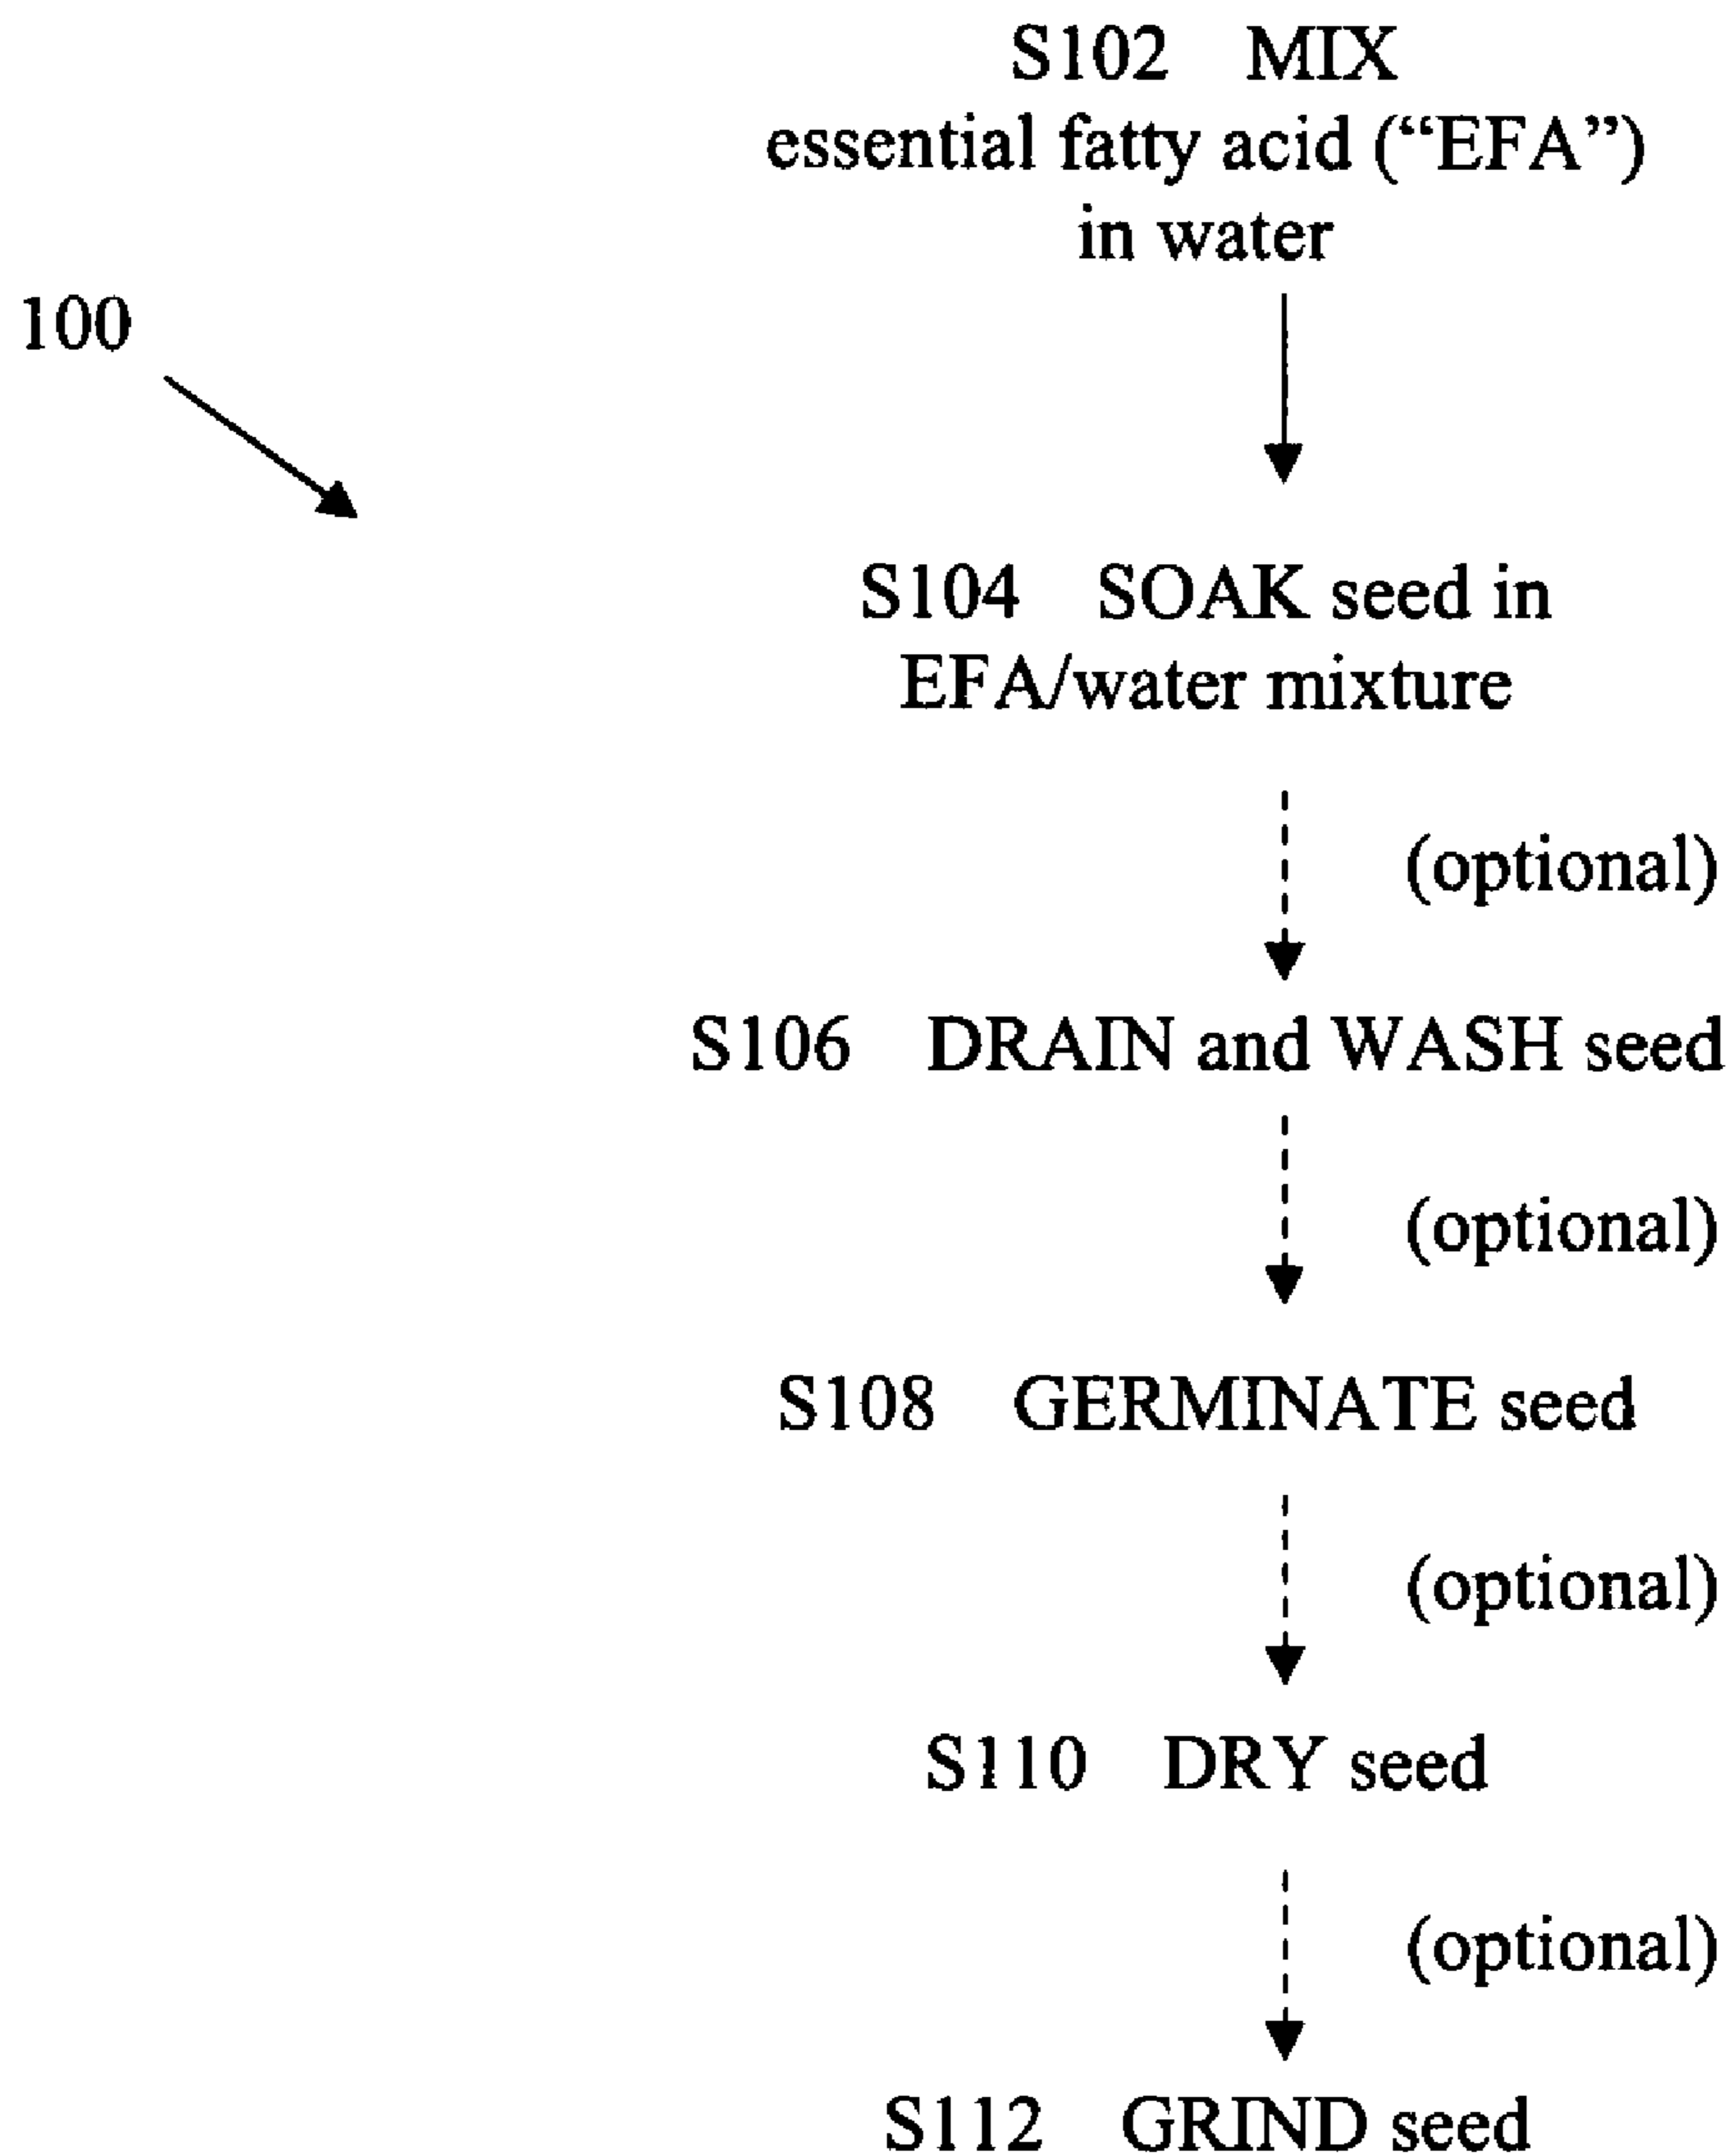 S102 MIX
essential fatty acid (“EFA”)
in water
100
S104 SOAK seed in
EFA/water mixture
(optional)
S106 DRAIN and WASH seed
(optional)
S108 GERMINATE seed
(optional)
S110 DRY seed
(optional)
S112 GRIND seed